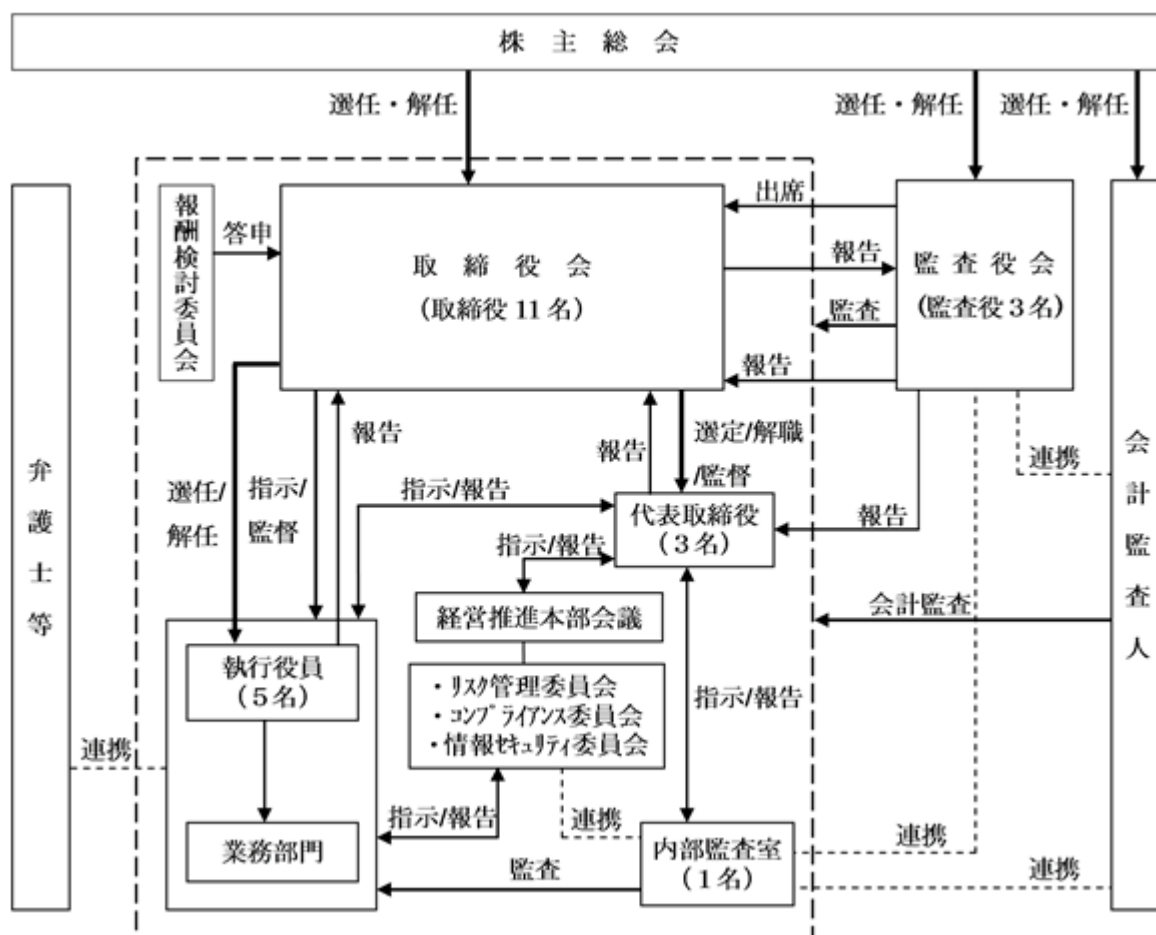 株主総会
選任・解任
選任・解任
選任・解任
報酬検討委員会
答申
取締役会
(取締役 11 名)
出席
報告
監査
報告
監査役会
(監査役 3 名)
会計監査人
弁護士等
選任/
解任
指示/
監督
報告
指示/報告
報告
選定/解職
/監督
代表取締役
(3 名)
報告
連携
指示/報告
経営推進本部会議
・リスク管理委員会
・コンプライアンス委員会
・情報セキュリティ委員会
会計監査
執行役員
(5 名)
指示/報告
連携
業務部門
指示/報告
連携
内部監査室
(1 名)
監査
連携
連携